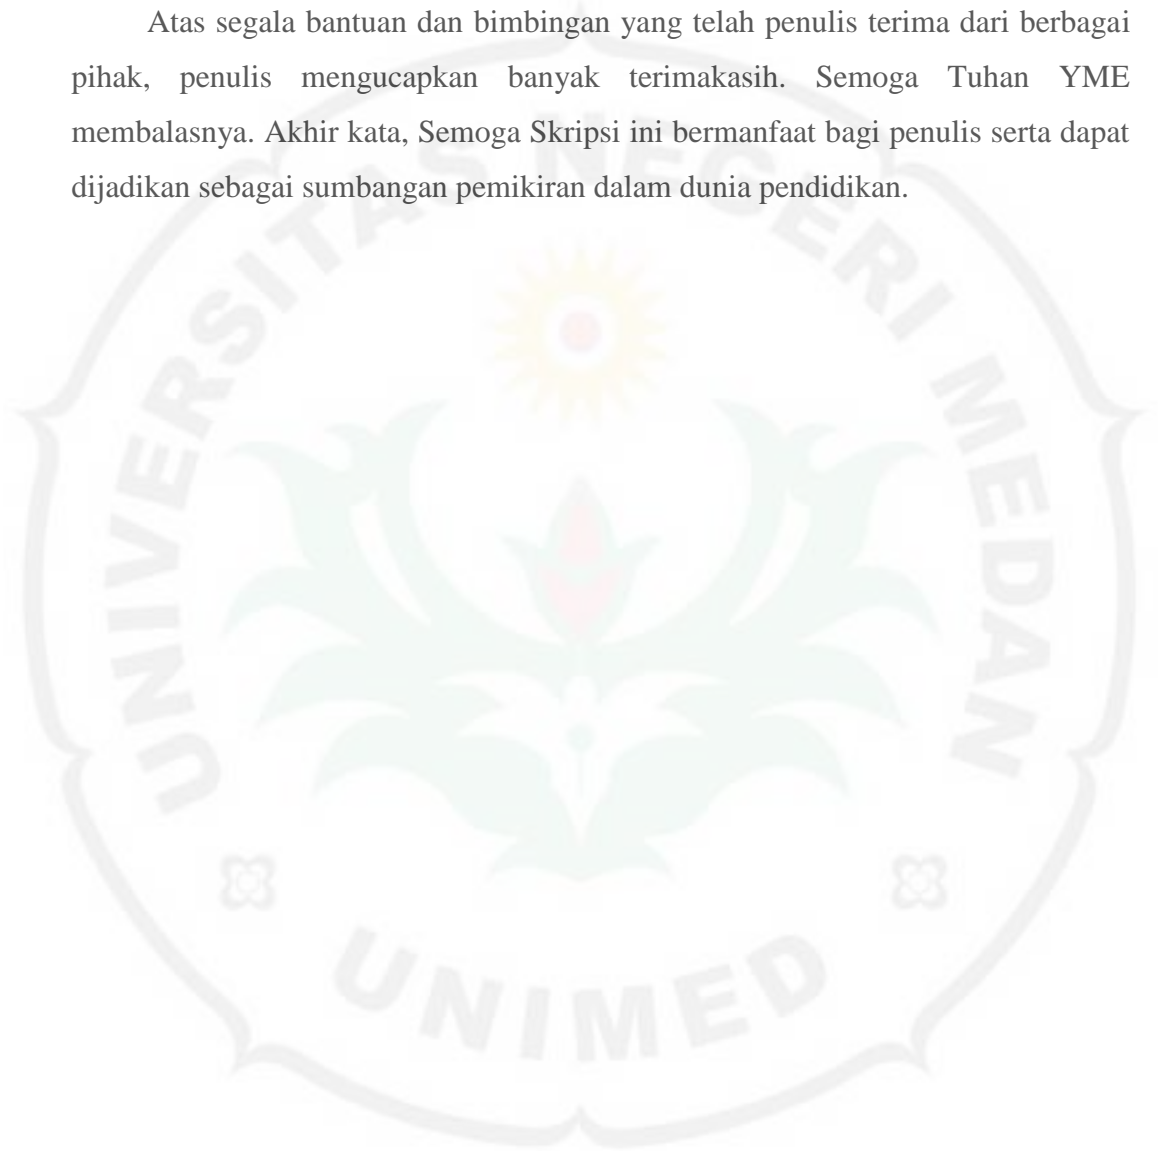 Atas segala bantuan dan bimbingan yang telah penulis terima dari berbagai
pihak, penulis mengucapkan banyak terimakasih. Semoga Tuhan YME
membalasnya. Akhir kata, Semoga Skripsi ini bermanfaat bagi penulis serta dapat
dijadikan sebagai sumbangan pemikiran dalam dunia pendidikan.
UNIVERSITAS NEGERI MEDAN
UNIMED